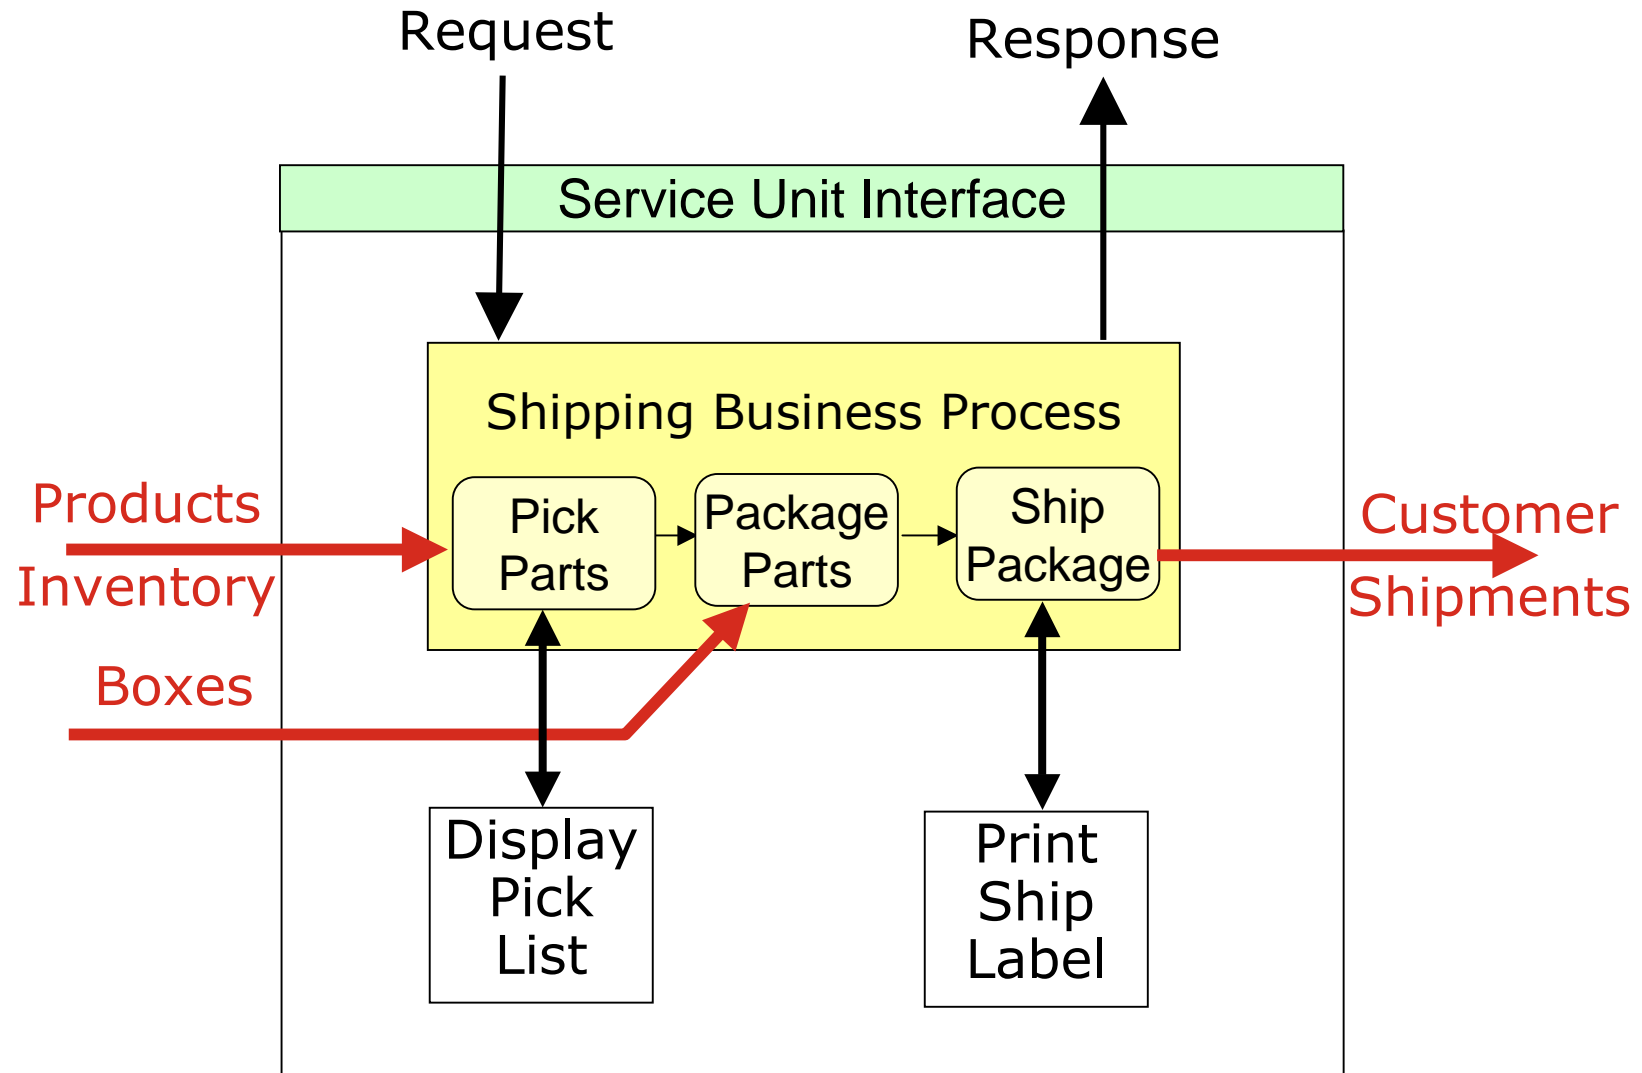 Request
Response
Service Unit Interface
Shipping Business Process
Products
Inventory
Pick
Parts
Package
Parts
Ship
Package
Customer
Shipments
Boxes
Display
Pick
List
Print
Ship
Label